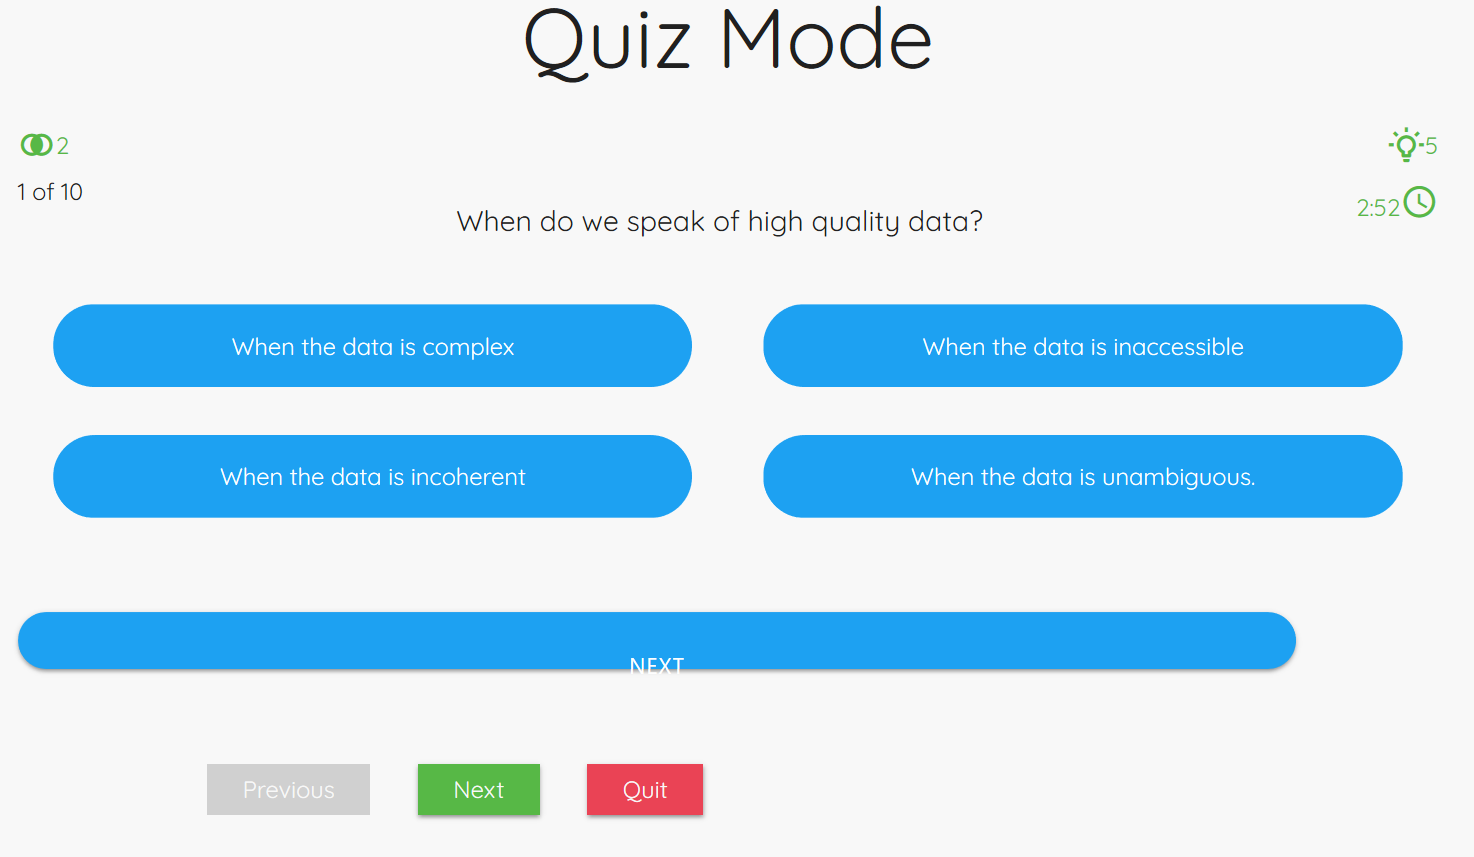 Quiz Mode
2
5
1 of 10
2:52
When do we speak of high quality data?
When the data is complex
When the data is inaccessible
When the data is incoherent
When the data is unambiguous.
NEXT
Previous
Next
Quit